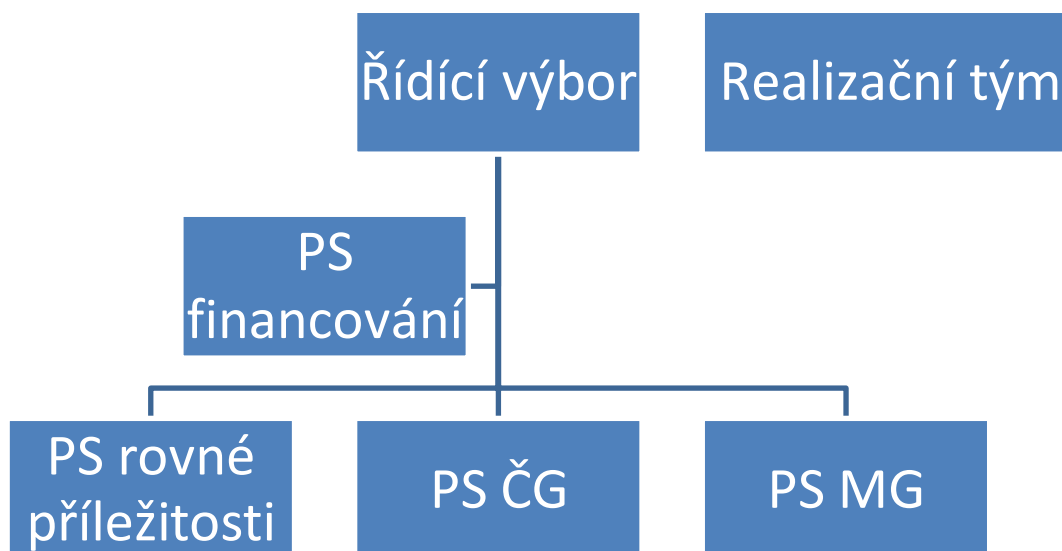 Řídící výbor
Realizační tým
PS
financování
PS rovné
příležitosti
PS ČG
PS MG